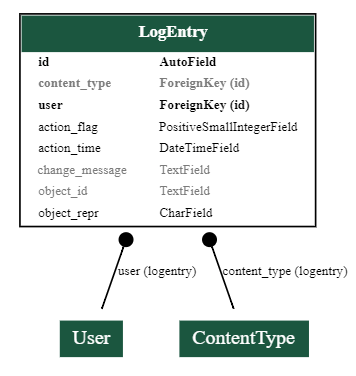 LogEntry
id AutoField
content_type ForeignKey (id)
user ForeignKey (id)
action_flag PositiveSmallIntegerField
action_time DateTimeField
change_message TextField
object_id TextField
object_repr CharField
user (logentry) content_type (logentry)
User ContentType